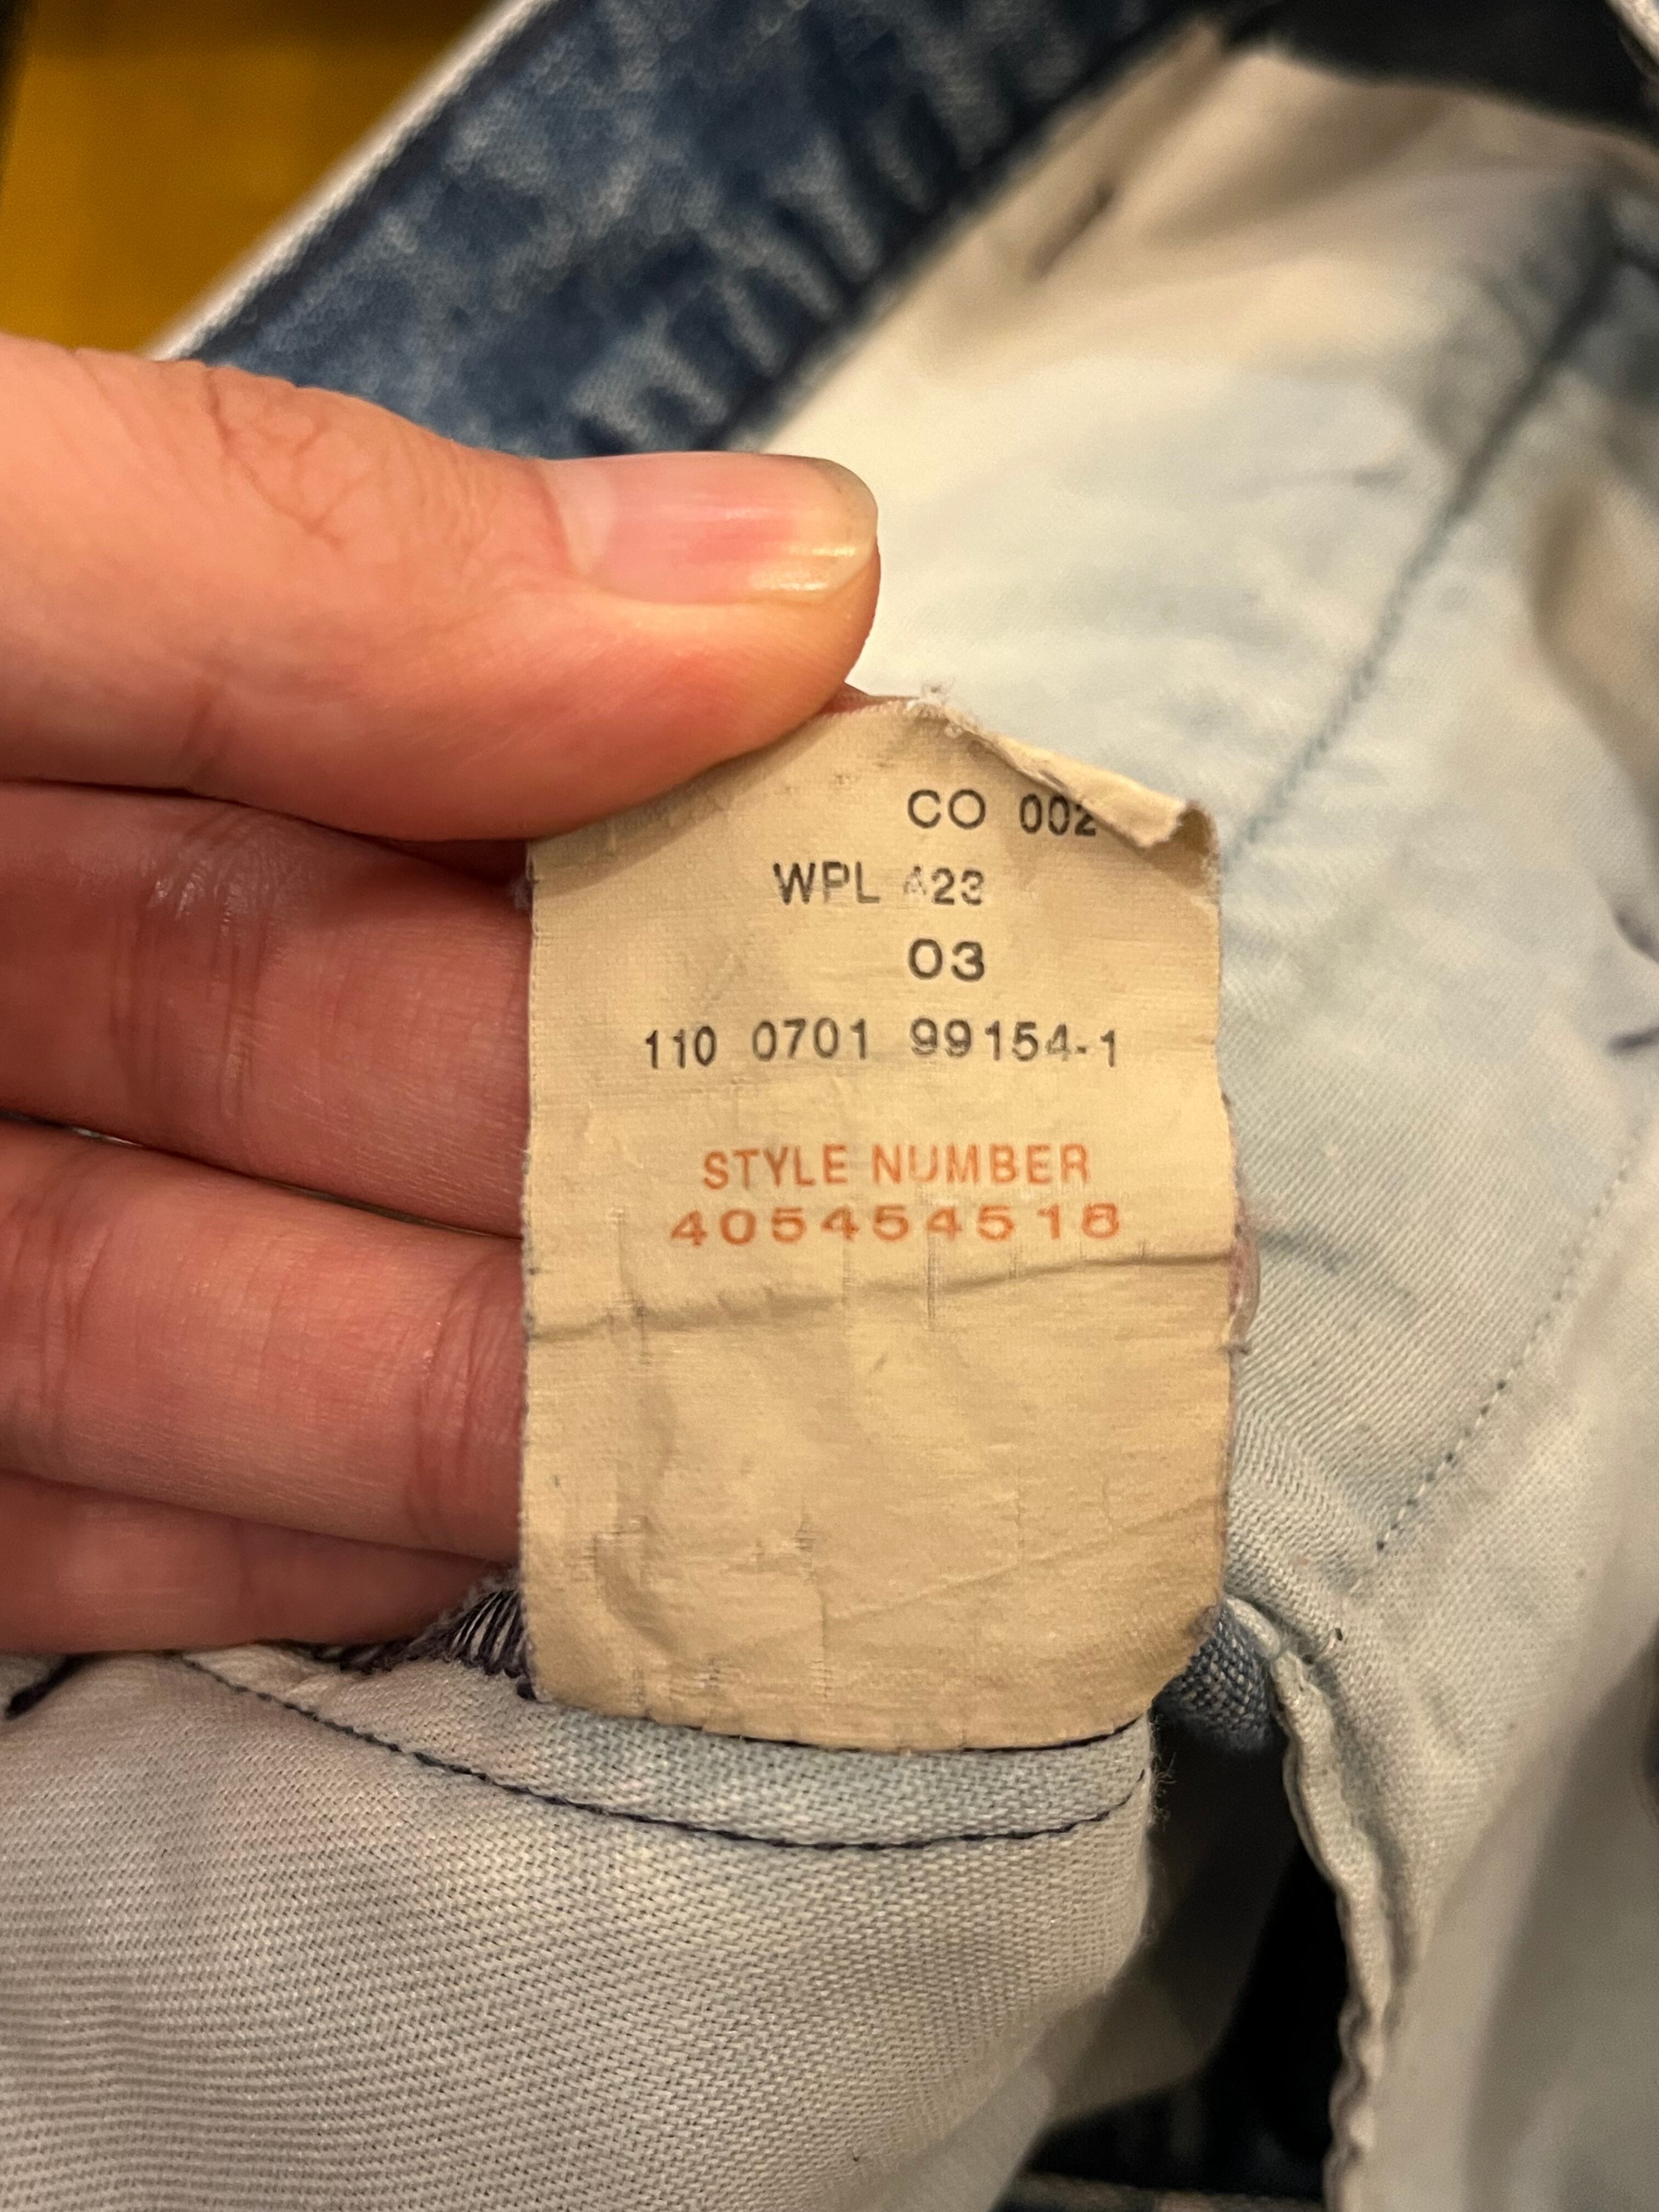 CO 002
WPL 423
03
110 0701 99154-1
STYLE NUMBER
405454518